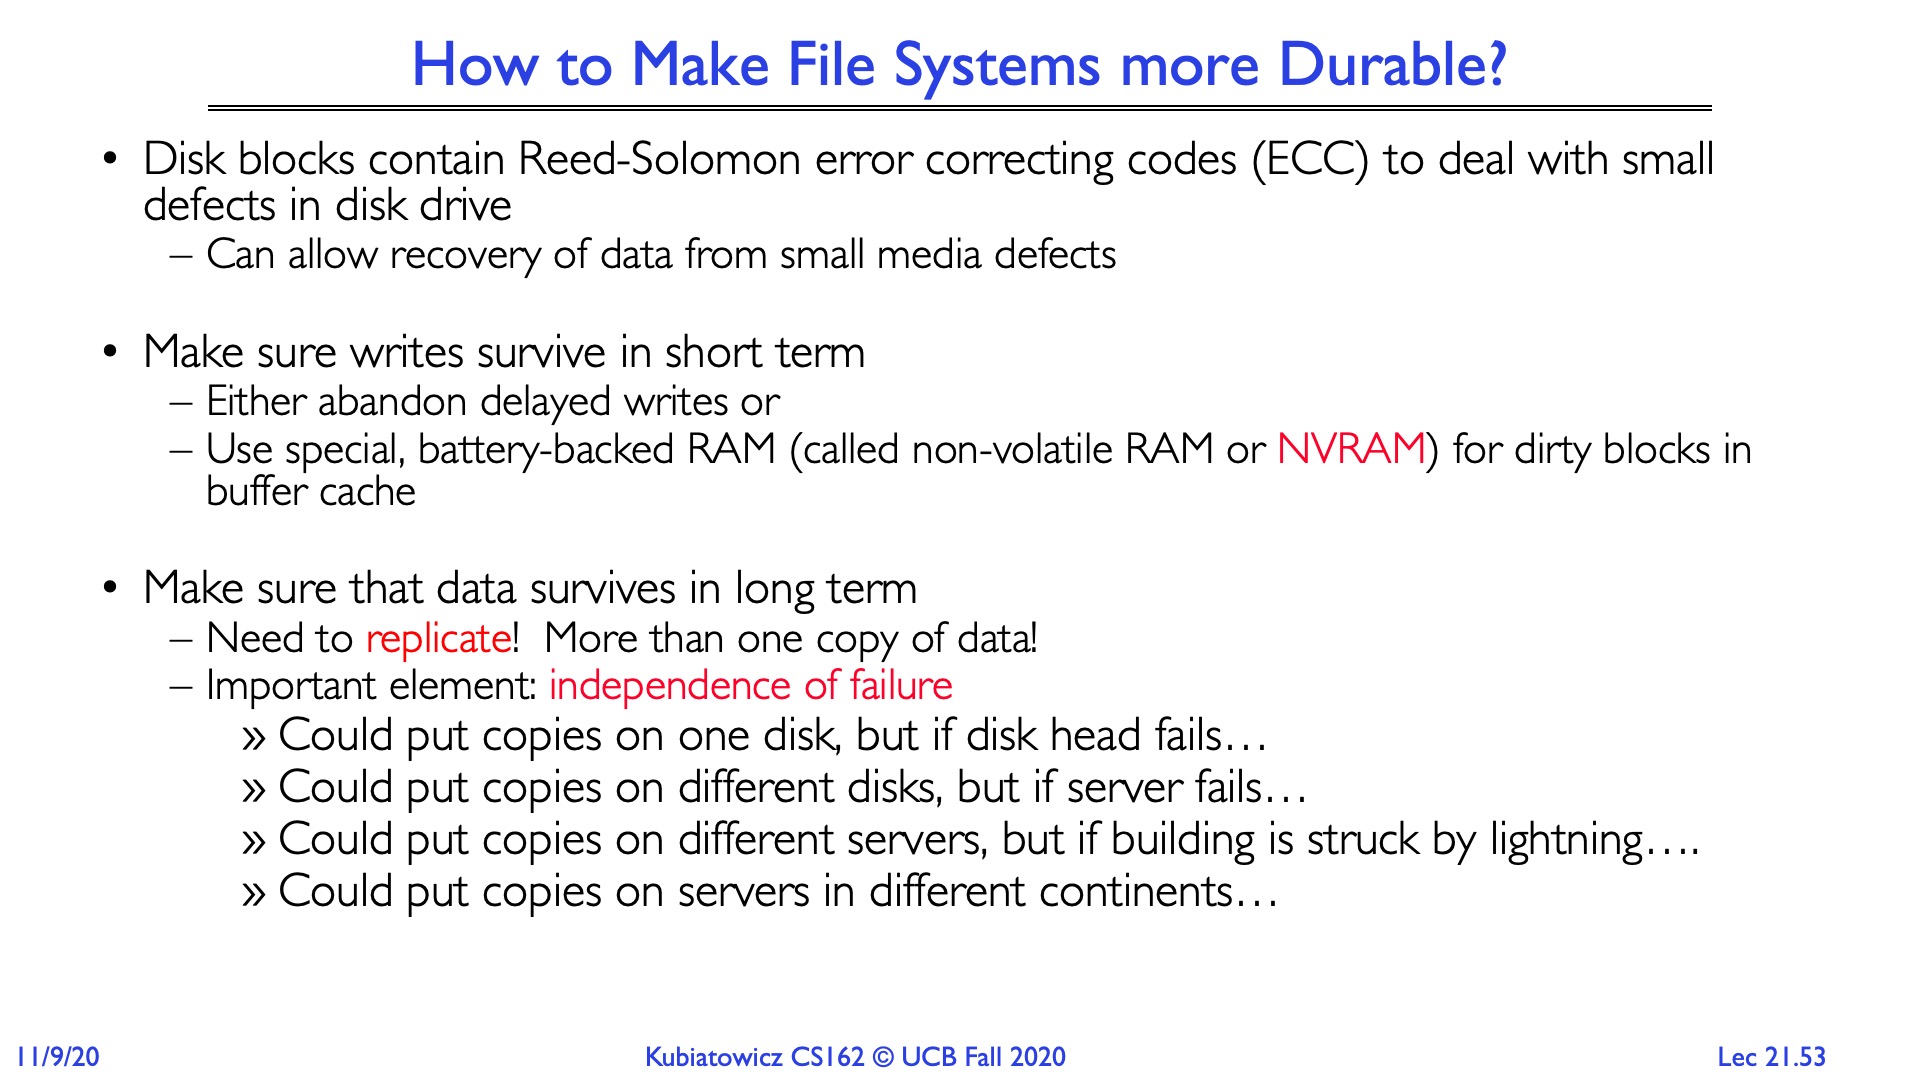 How to Make File Systems more Durable?
• Disk blocks contain Reed-Solomon error correcting codes (ECC) to deal with small
defects in disk drive
– Can allow recovery of data from small media defects
• Make sure writes survive in short term
– Either abandon delayed writes or
– Use special, battery-backed RAM (called non-volatile RAM or NVRAM) for dirty blocks in
buffer cache
• Make sure that data survives in long term
– Need to replicate!  More than one copy of data!
– Important element: independence of failure
» Could put copies on one disk, but if disk head fails…
» Could put copies on different disks, but if server fails…
» Could put copies on different servers, but if building is struck by lightning….
» Could put copies on servers in different continents…
11/9/20
Kubiatowicz CS162 © UCB Fall 2020
Lec 21.53